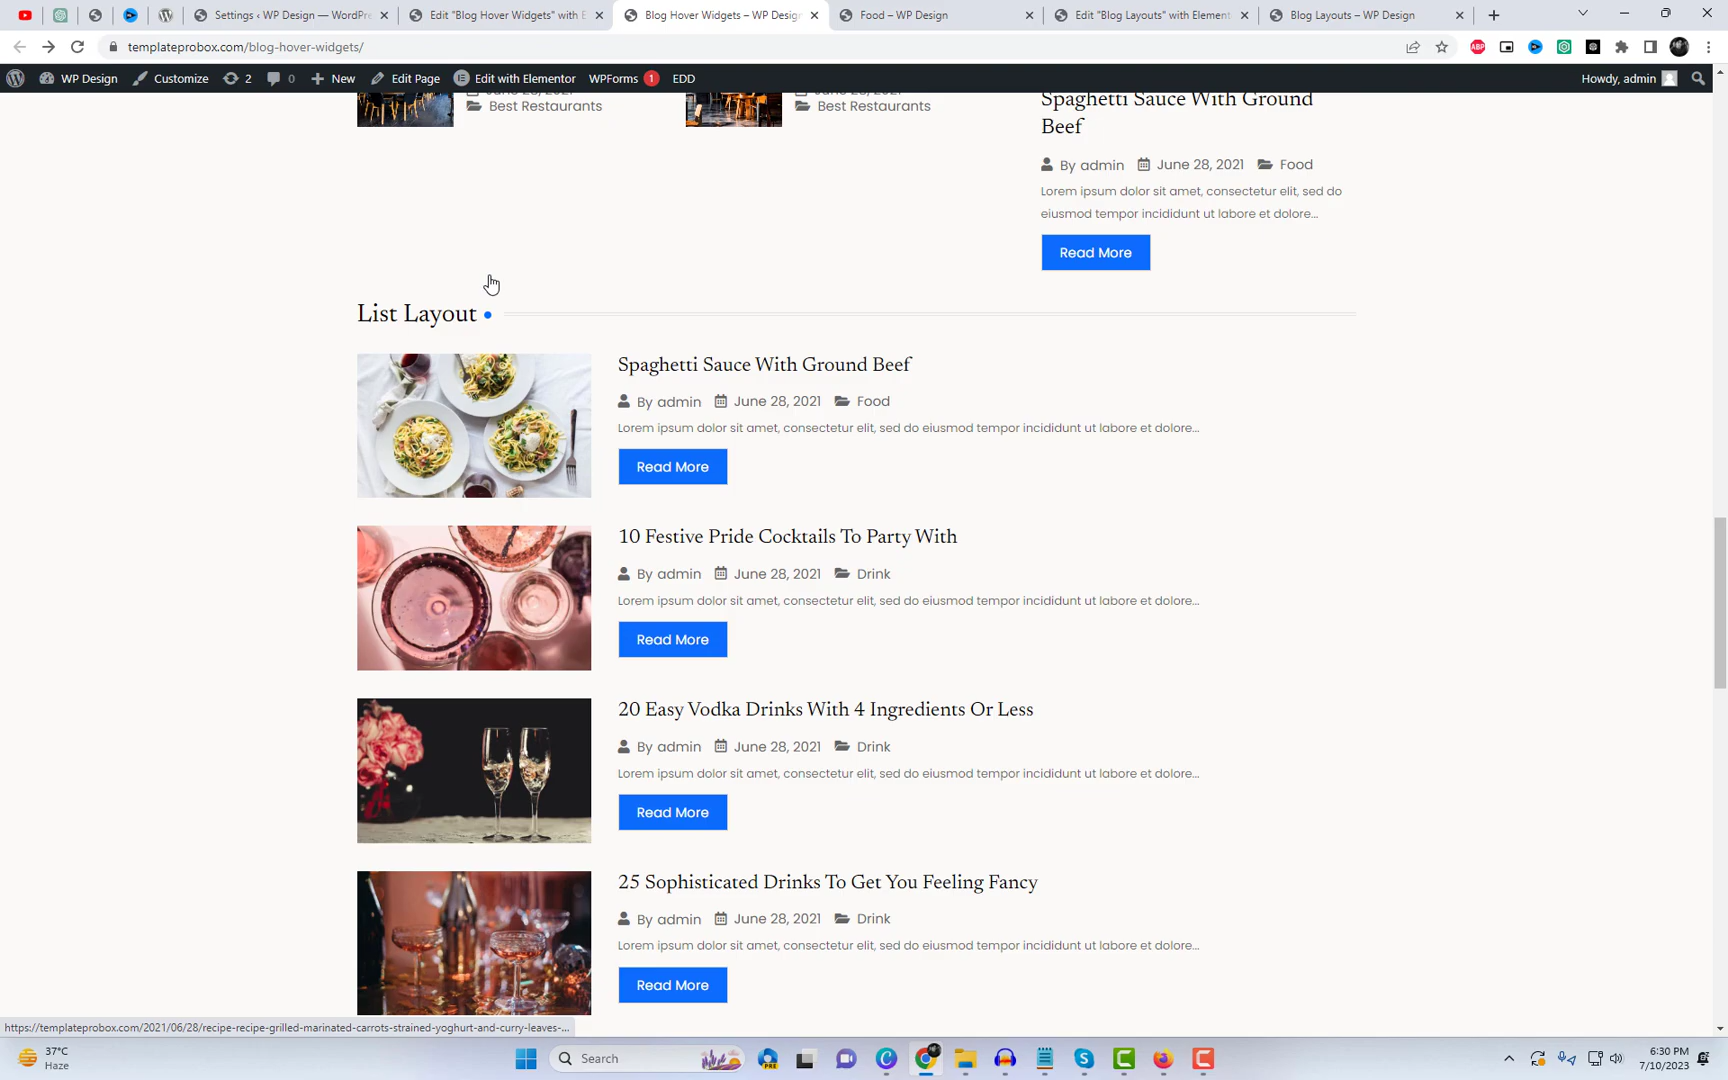 Settings ‹ WP Design — WordPre
Edit "Blog Hover Widgets" with E
Blog Hover Widgets – WP Design
Food – WP Design
Edit "Blog Layouts" with Element
Blog Layouts – WP Design
templateprobox.com/blog-hover-widgets/
WP Design
Customize
2
0
New
Edit Page
Edit with Elementor
WPForms 1
EDD
Howdy, admin
Best Restaurants
Best Restaurants
Spaghetti Sauce With Ground
Beef
By admin June 28, 2021 Food
Lorem ipsum dolor sit amet, consectetur elit, sed do
eiusmod tempor incididunt ut labore et dolore...
Read More
List Layout
Spaghetti Sauce With Ground Beef
By admin June 28, 2021 Food
Lorem ipsum dolor sit amet, consectetur elit, sed do eiusmod tempor incididunt ut labore et dolore...
Read More
10 Festive Pride Cocktails To Party With
By admin June 28, 2021 Drink
Lorem ipsum dolor sit amet, consectetur elit, sed do eiusmod tempor incididunt ut labore et dolore...
Read More
20 Easy Vodka Drinks With 4 Ingredients Or Less
By admin June 28, 2021 Drink
Lorem ipsum dolor sit amet, consectetur elit, sed do eiusmod tempor incididunt ut labore et dolore...
Read More
25 Sophisticated Drinks To Get You Feeling Fancy
By admin June 28, 2021 Drink
Lorem ipsum dolor sit amet, consectetur elit, sed do eiusmod tempor incididunt ut labore et dolore...
Read More
https://templateprobox.com/2021/06/28/recipe-recipe-grilled-marinated-carrots-strained-yoghurt-and-curry-leaves-...
37°C
Haze
Search
PRE
6:30 PM
7/10/2023